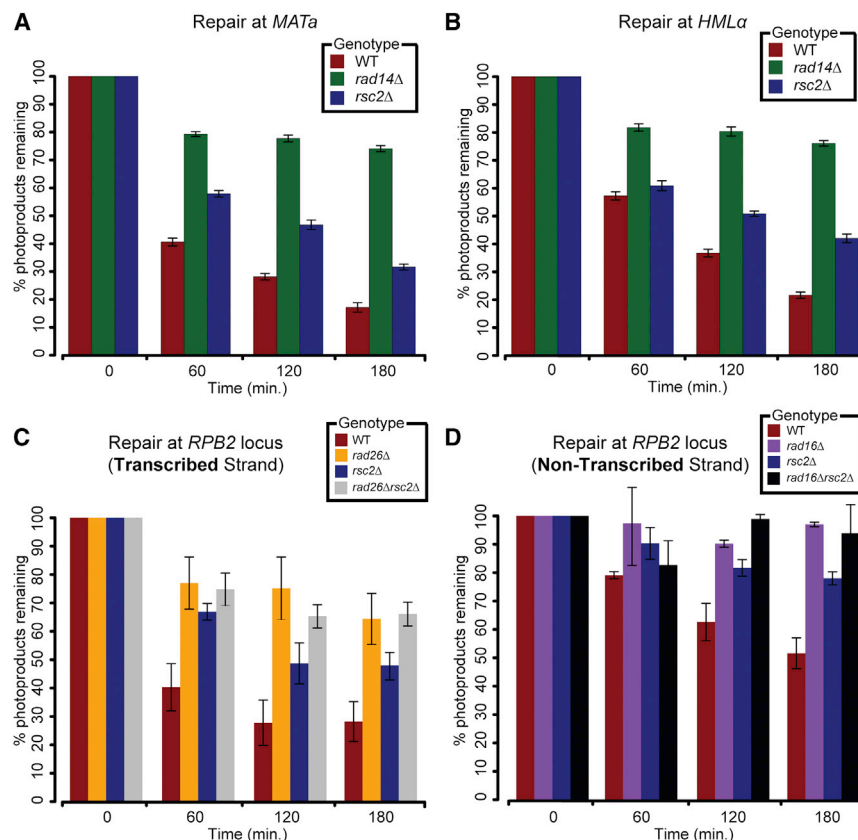 A
Repair at MATa
Genotype
WT
rad14Δ
rsc2Δ
% photoproducts remaining
100
90
80
70
60
50
40
30
20
10
0
0 60 120 180
Time (min.)
B
Repair at HMLα
Genotype
WT
rad14Δ
rsc2Δ
% photoproducts remaining
100
90
80
70
60
50
40
30
20
10
0
0 60 120 180
Time (min.)
C
Repair at RPB2 locus
(Transcribed Strand)
Genotype
WT
rad26Δ
rsc2Δ
rad26Δrsc2Δ
% photoproducts remaining
100
90
80
70
60
50
40
30
20
10
0
0 60 120 180
Time (min.)
D
Repair at RPB2 locus
(Non-Transcribed Strand)
Genotype
WT
rad16Δ
rsc2Δ
rad16Δrsc2Δ
% photoproducts remaining
100
90
80
70
60
50
40
30
20
10
0
0 60 120 180
Time (min.)